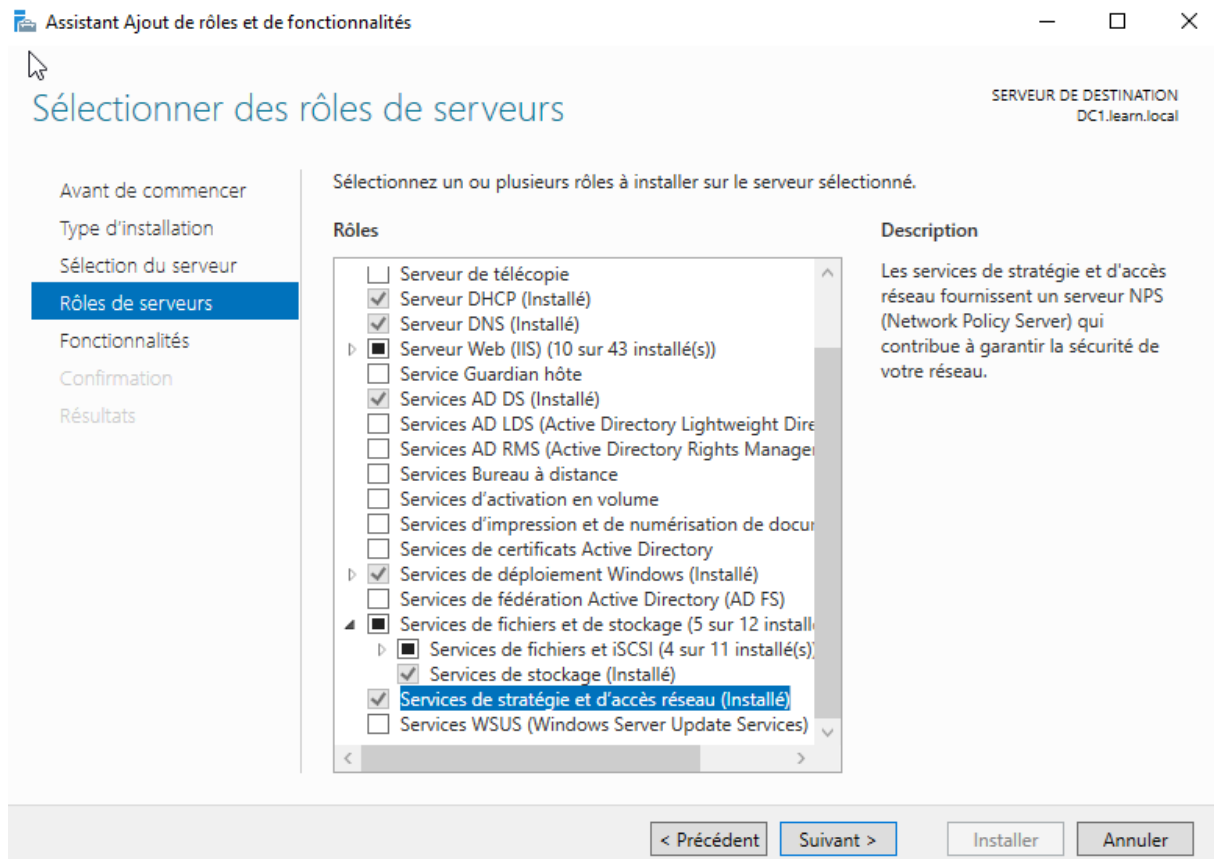 Assistant Ajout de rôles et de fonctionnalités
Sélectionner des rôles de serveurs
SERVEUR DE DESTINATION
DC1.learn.local
Avant de commencer
Type d'installation
Sélection du serveur
Rôles de serveurs
Fonctionnalités
Confirmation
Résultats
Sélectionnez un ou plusieurs rôles à installer sur le serveur sélectionné.
Rôles
Serveur de télécopie
Serveur DHCP (Installé)
Serveur DNS (Installé)
Serveur Web (IIS) (10 sur 43 installé(s))
Service Guardian hôte
Services AD DS (Installé)
Services AD LDS (Active Directory Lightweight Dire
Services AD RMS (Active Directory Rights Manage
Services Bureau à distance
Services d'activation en volume
Services d'impression et de numérisation de docu
Services de certificats Active Directory
Services de déploiement Windows (Installé)
Services de fédération Active Directory (AD FS)
Services de fichiers et de stockage (5 sur 12 install
Services de fichiers et iSCSI (4 sur 11 installé(s))
Services de stockage (Installé)
Services de stratégie et d'accès réseau (Installé)
Services WSUS (Windows Server Update Services)
Description
Les services de stratégie et d'accès
réseau fournissent un serveur NPS
(Network Policy Server) qui
contribue à garantir la sécurité de
votre réseau.
< Précédent
Suivant >
Installer
Annuler